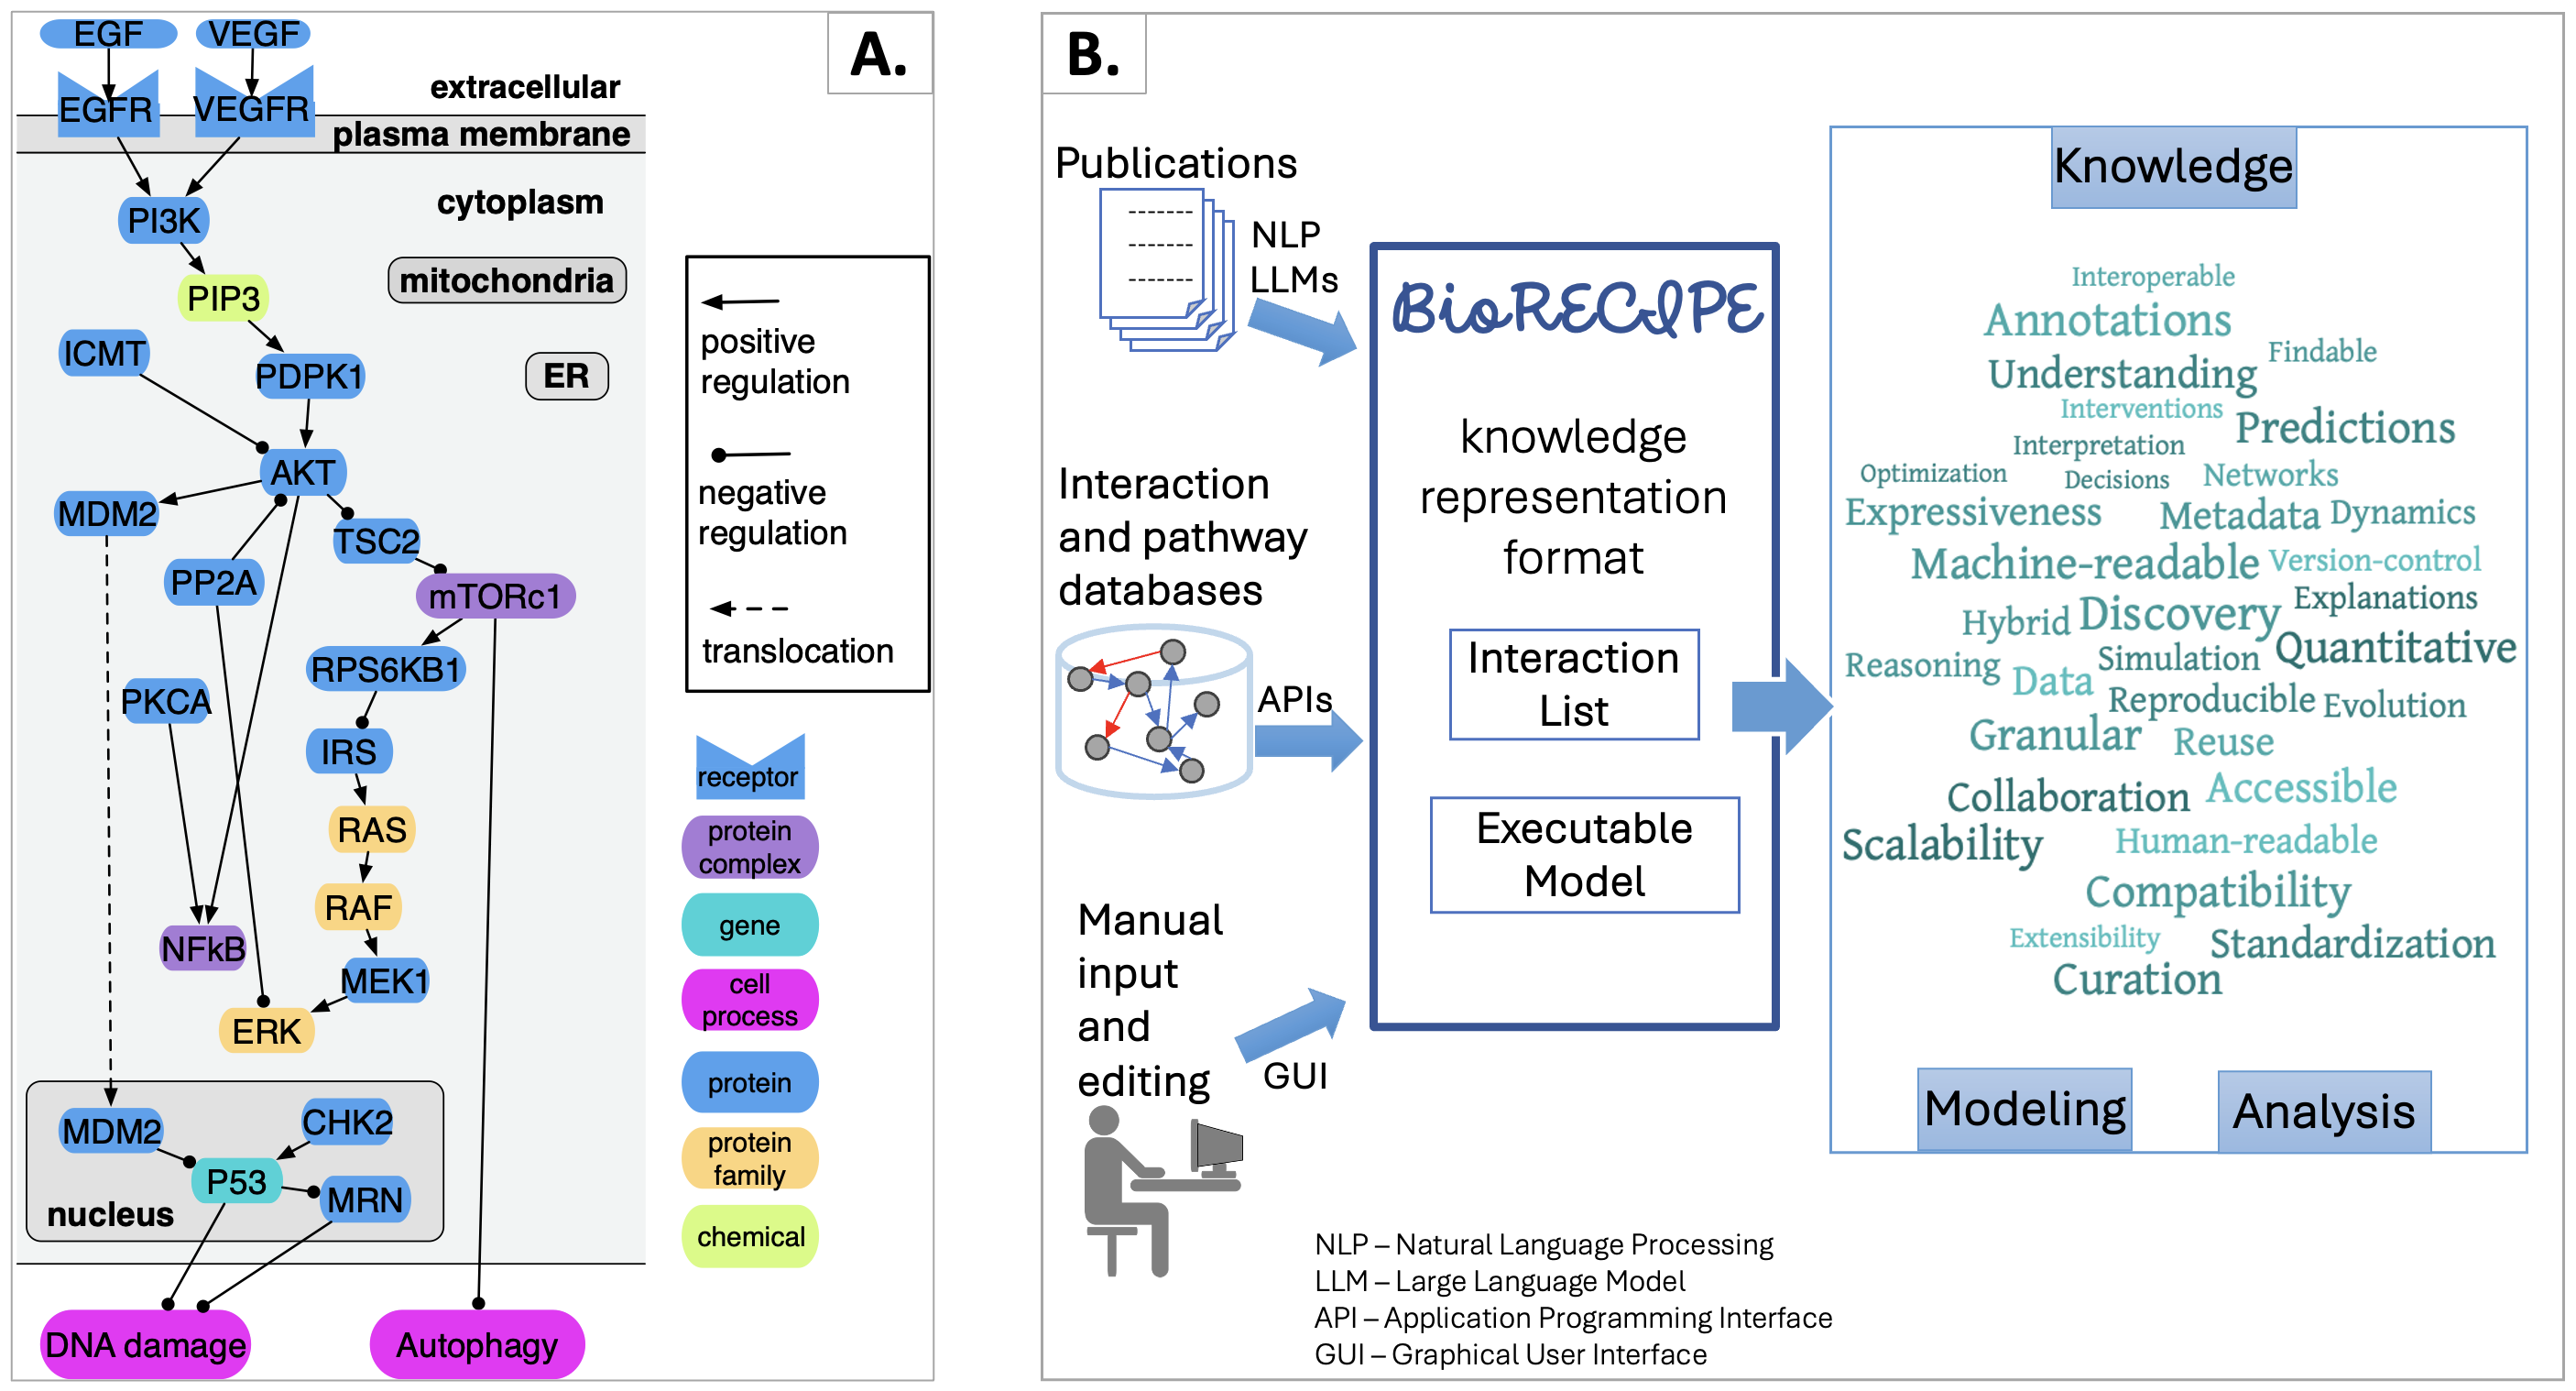 A.
EGF
VEGF
EGFR
VEGFR
extracellular
plasma membrane
cytoplasm
PI3K
mitochondria
PIP3
ICMT
PDPK1
ER
AKT
MDM2
TSC2
PP2A
mTORc1
RPS6KB1
PKCA
IRS
RAS
RAF
NFkB
MEK1
ERK
MDM2
CHK2
P53
MRN
nucleus
DNA damage
Autophagy
positive
regulation
negative
regulation
translocation
receptor
protein
complex
gene
cell
process
protein
protein
family
chemical
B.
Publications
NLP
LLMs
Interaction
and pathway
databases
APIs
Manual
input
and
editing
GUI
BioRECIPE
knowledge
representation
format
Interaction
List
Executable
Model
Knowledge
Interoperable
Annotations
Findable
Understanding
Interventions
Predictions
Interpretation
Optimization
Decisions
Networks
Expressiveness
Metadata
Dynamics
Machine-readable
Version-control
Explanations
Hybrid
Discovery
Quantitative
Reasoning
Simulation
Data
Reproducible
Evolution
Granular
Reuse
Collaboration
Accessible
Scalability
Human-readable
Compatibility
Extensibility
Standardization
Curation
Modeling
Analysis
NLP – Natural Language Processing
LLM – Large Language Model
API – Application Programming Interface
GUI – Graphical User Interface